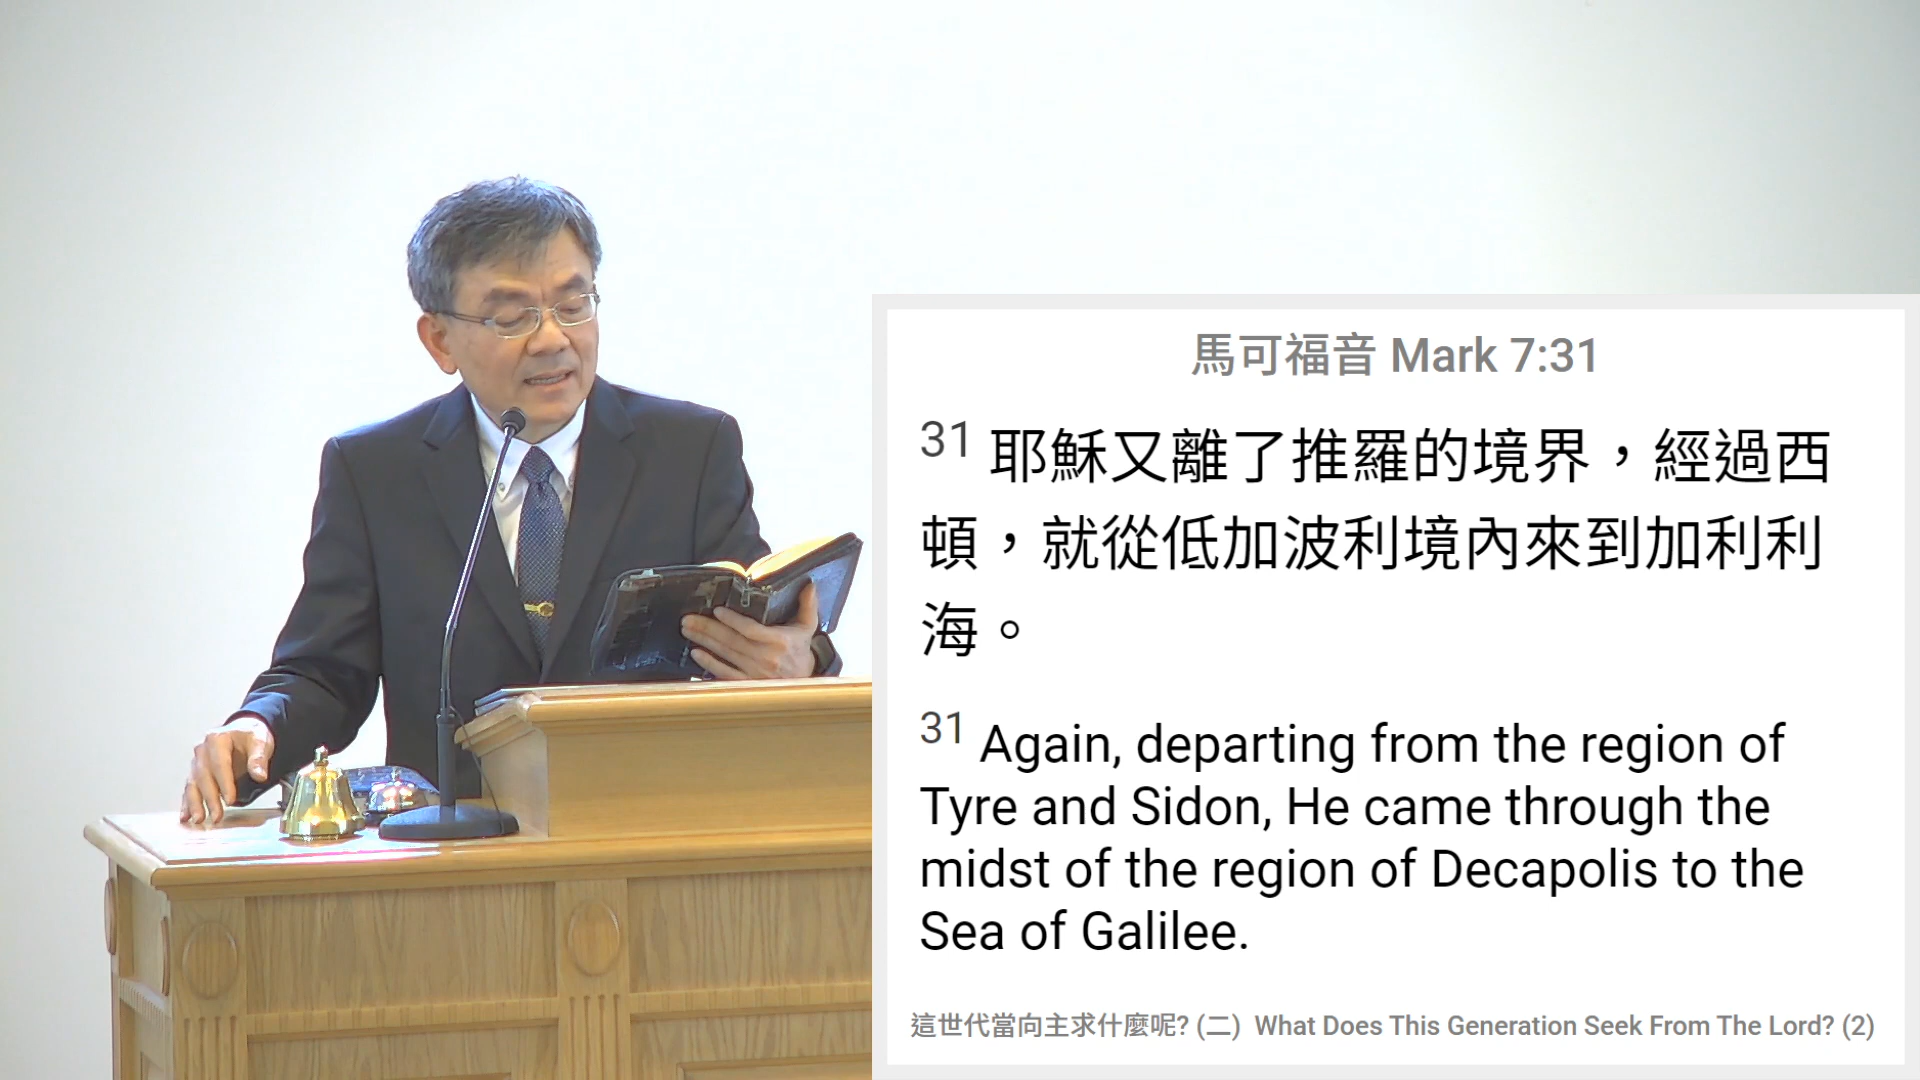 馬可福音 Mark 7:31
31 耶穌又離了推羅的境界，經過西
頓，就從低加波利境內來到加利利
海。
31 Again, departing from the region of
Tyre and Sidon, He came through the
midst of the region of Decapolis to the
Sea of Galilee.
這世代當向主求什麼呢? (二) What Does This Generation Seek From The Lord? (2)